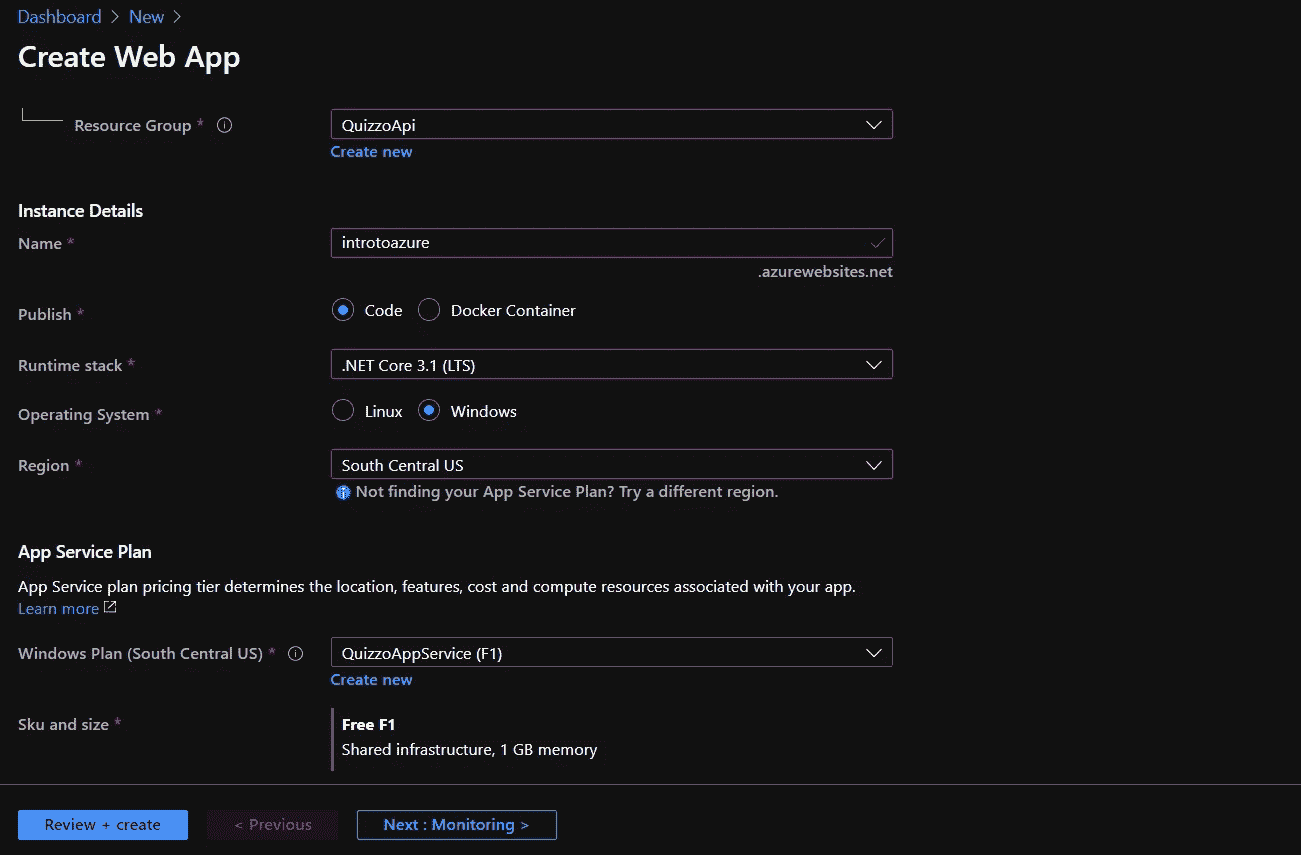 Dashboard > New >
Create Web App
Resource Group *
QuizzoApi
Create new
Instance Details
Name *
introtoazure
.azurewebsites.net
Publish *
Code
Docker Container
Runtime stack *
.NET Core 3.1 (LTS)
Operating System *
Linux
Windows
Region *
South Central US
Not finding your App Service Plan? Try a different region.
App Service Plan
App Service plan pricing tier determines the location, features, cost and compute resources associated with your app.
Learn more
Windows Plan (South Central US) *
QuizzoAppService (F1)
Create new
Sku and size *
Free F1
Shared infrastructure, 1 GB memory
Review + create
< Previous
Next : Monitoring >